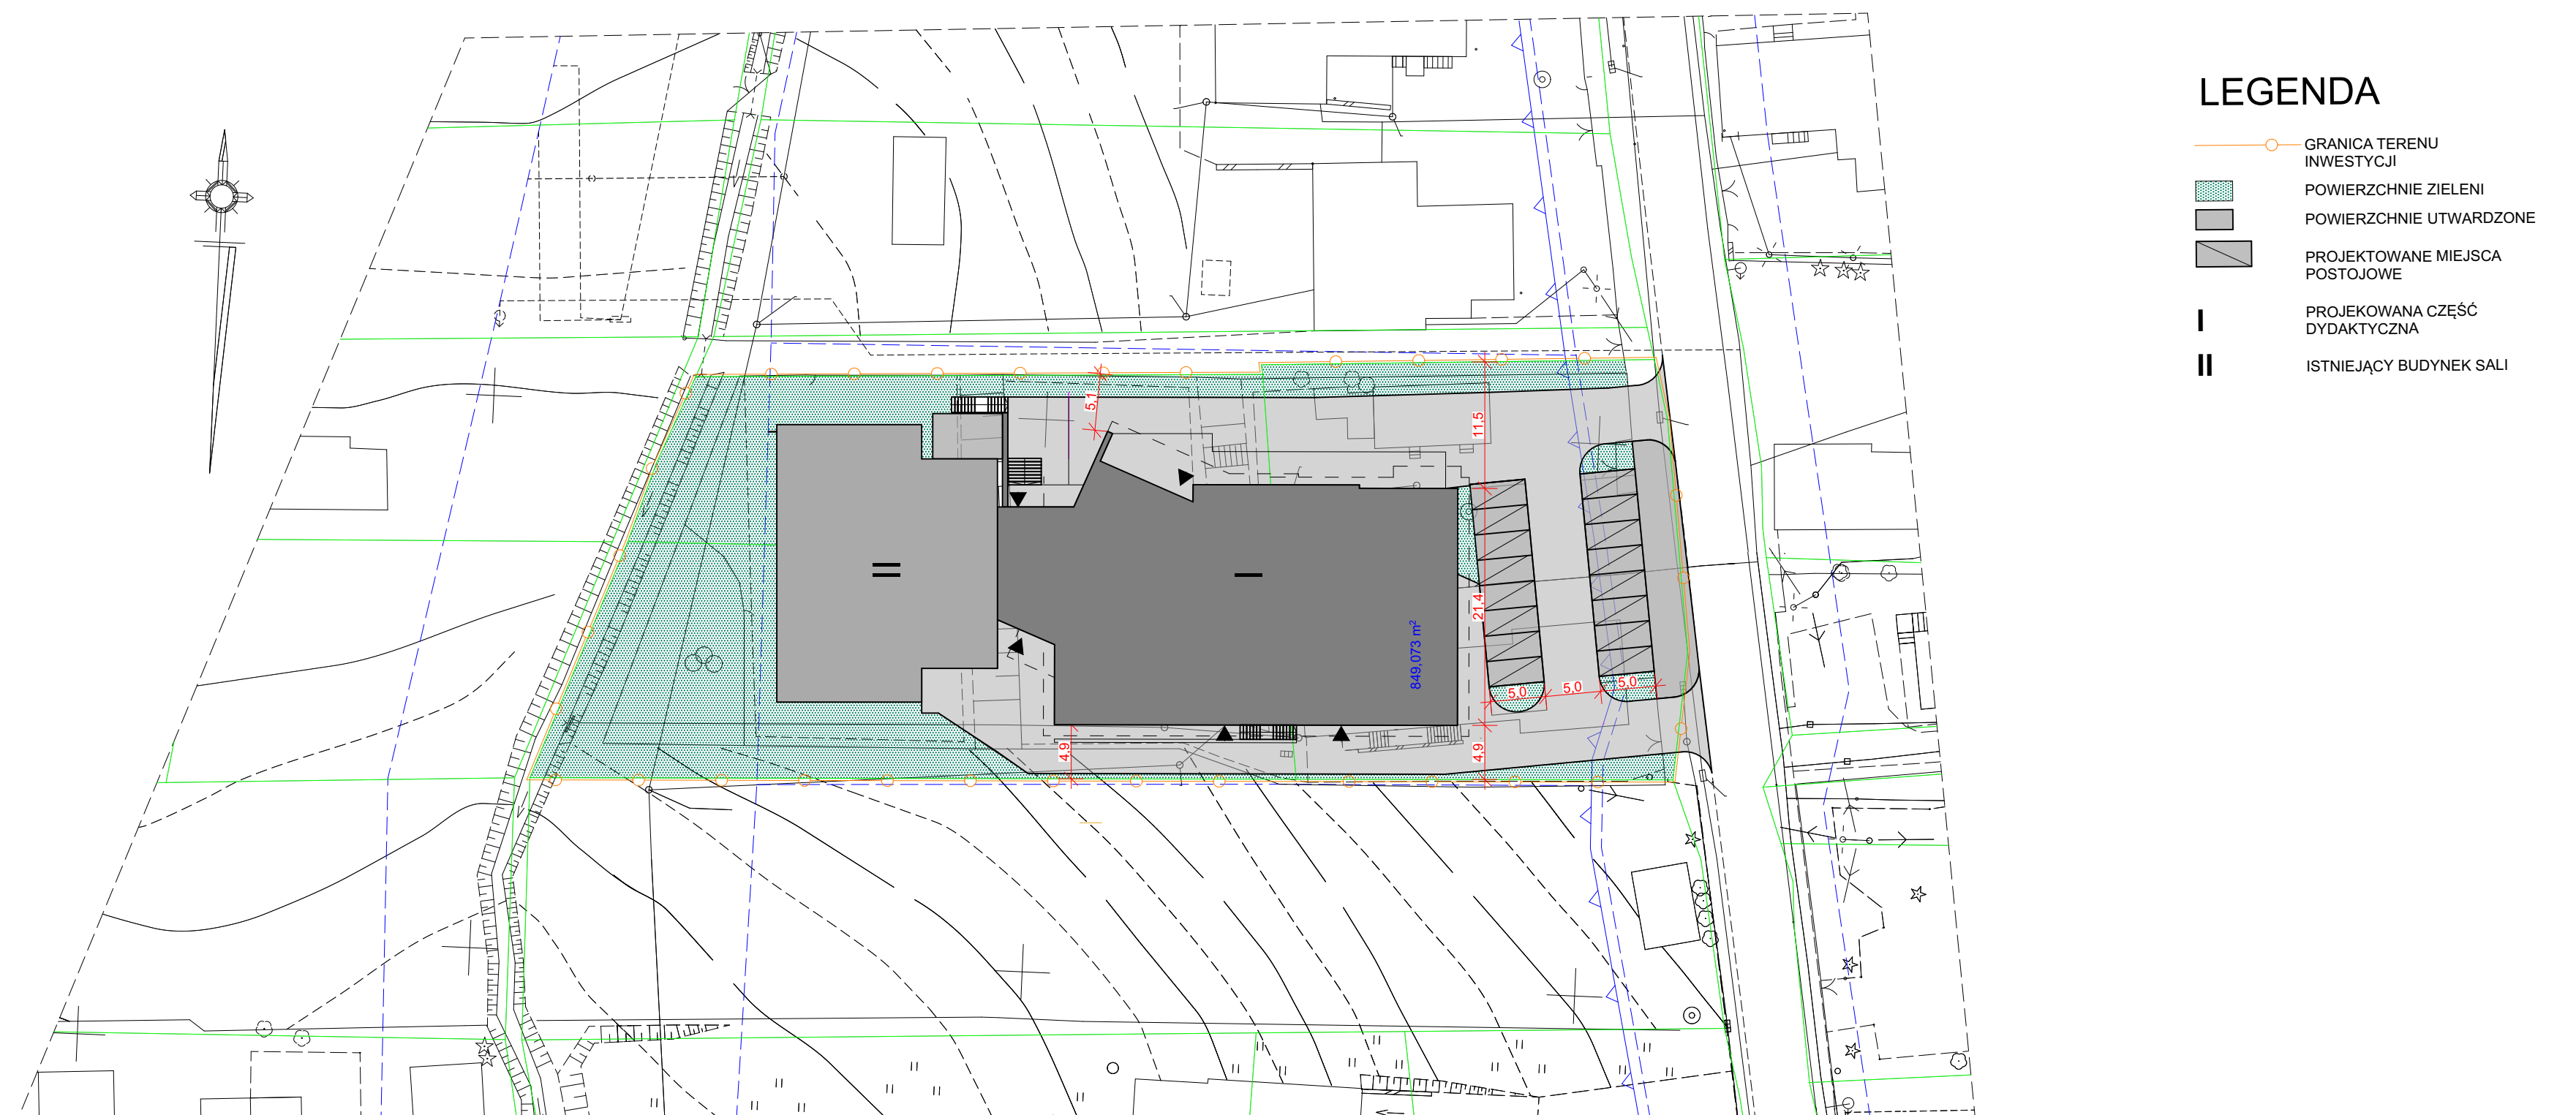 LEGENDA
GRANICA TERENU
INWESTYCJI
POWIERZCHNIE ZIELENI
POWIERZCHNIE UTWARDZONE
PROJEKTOWANE MIEJSCA
POSTOJOWE
I
PROJEKOWANA CZĘŚĆ
DYDAKTYCZNA
II
ISTNIEJĄCY BUDYNEK SALI
5,1
11,5
II
I
21,4
849,073 m²
5,0
5,0
5,0
4,9
4,9